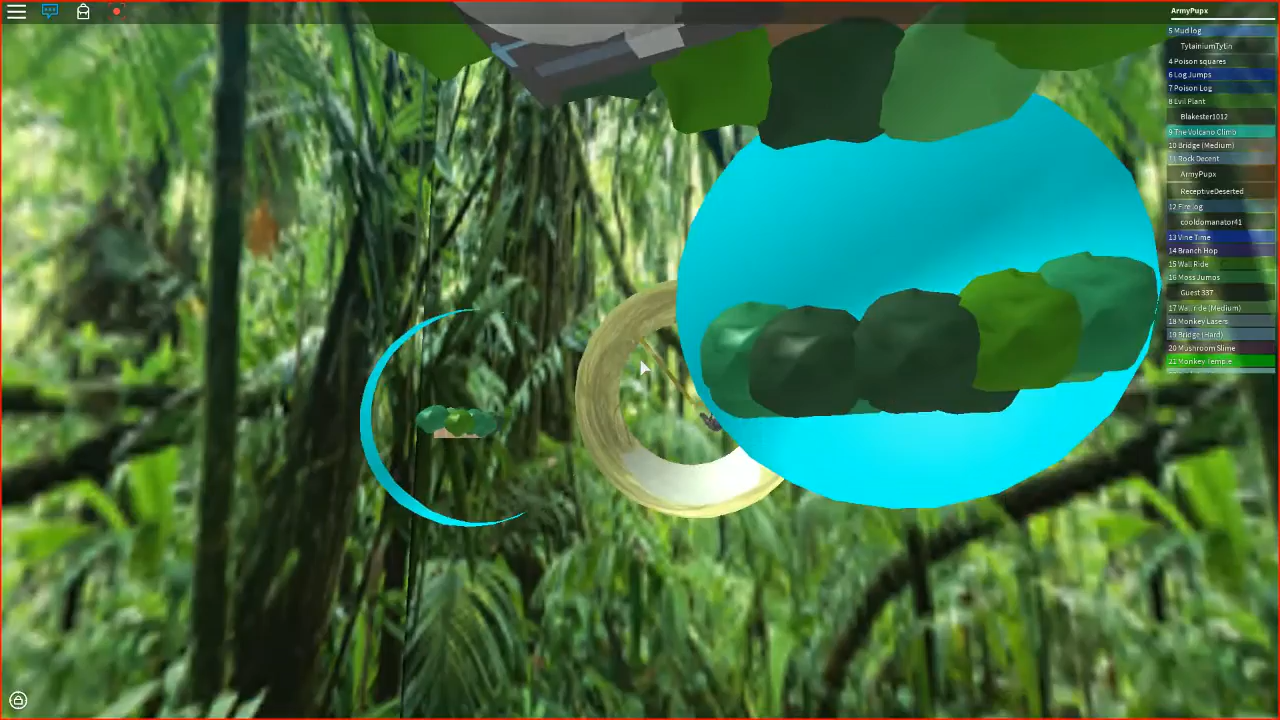 ArmyPupx
5 Mud log
TytainiumTytin
4 Poison squares
6 Log Jumps
7 Poison Log
8 Evil Plant
Blakester1012
9 The Volcano Climb
10 Bridge (Medium)
11 Rock Decent
ArmyPupx
ReceptiveDeserted
12 Fire log
cooldomanator41
13 Vine Time
14 Branch Hop
15 Wall Ride
16 Moss Jumps
Guest 337
17 Wall ride (Medium)
18 Monkey Lasers
19 Bridge (Hard)
20 Mushroom Slime
21 Monkey Temple